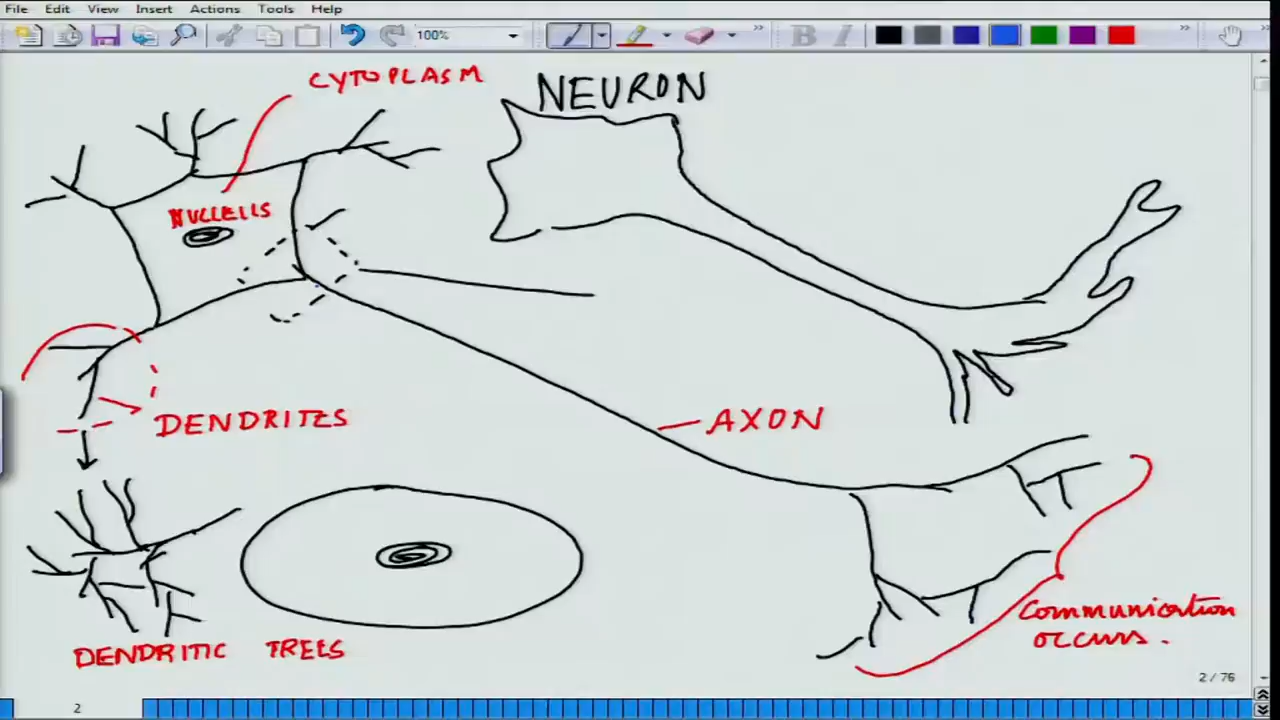 File Edit View Insert Actions Tools Help
100%
CYTOPLASM
NEURON
NUCLEUS
DENDRITES
AXON
DENDRITIC TREES
Communication
occurs.
2 / 76
2